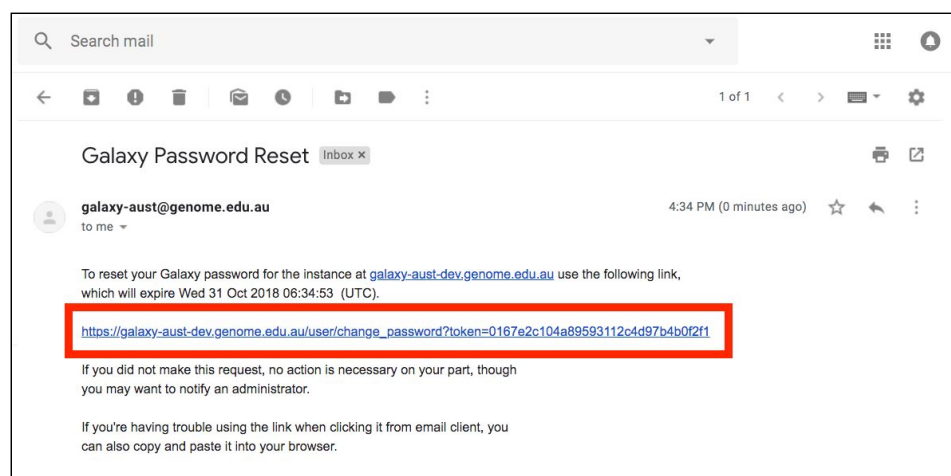 Search mail
1 of 1
Galaxy Password Reset Inbox x
galaxy-aust@genome.edu.au 4:34 PM (0 minutes ago)
to me
To reset your Galaxy password for the instance at galaxy-aust-dev.genome.edu.au use the following link,
which will expire Wed 31 Oct 2018 06:34:53 (UTC).
https://galaxy-aust-dev.genome.edu.au/user/change_password?token=0167e2c104a89593112c4d97b4b0f2f1
If you did not make this request, no action is necessary on your part, though
you may want to notify an administrator.
If you're having trouble using the link when clicking it from email client, you
can also copy and paste it into your browser.